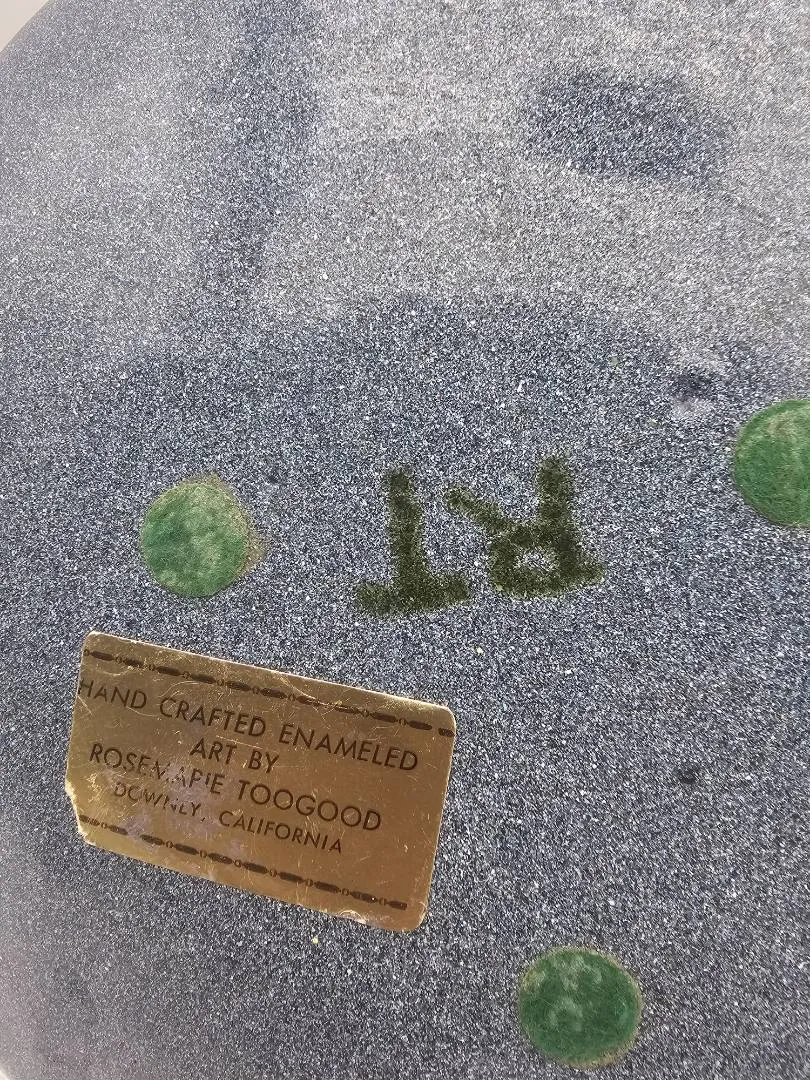 RT
HAND CRAFTED ENAMELED
ART BY
ROSEMARIE TOOGOOD
DOWNEY, CALIFORNIA